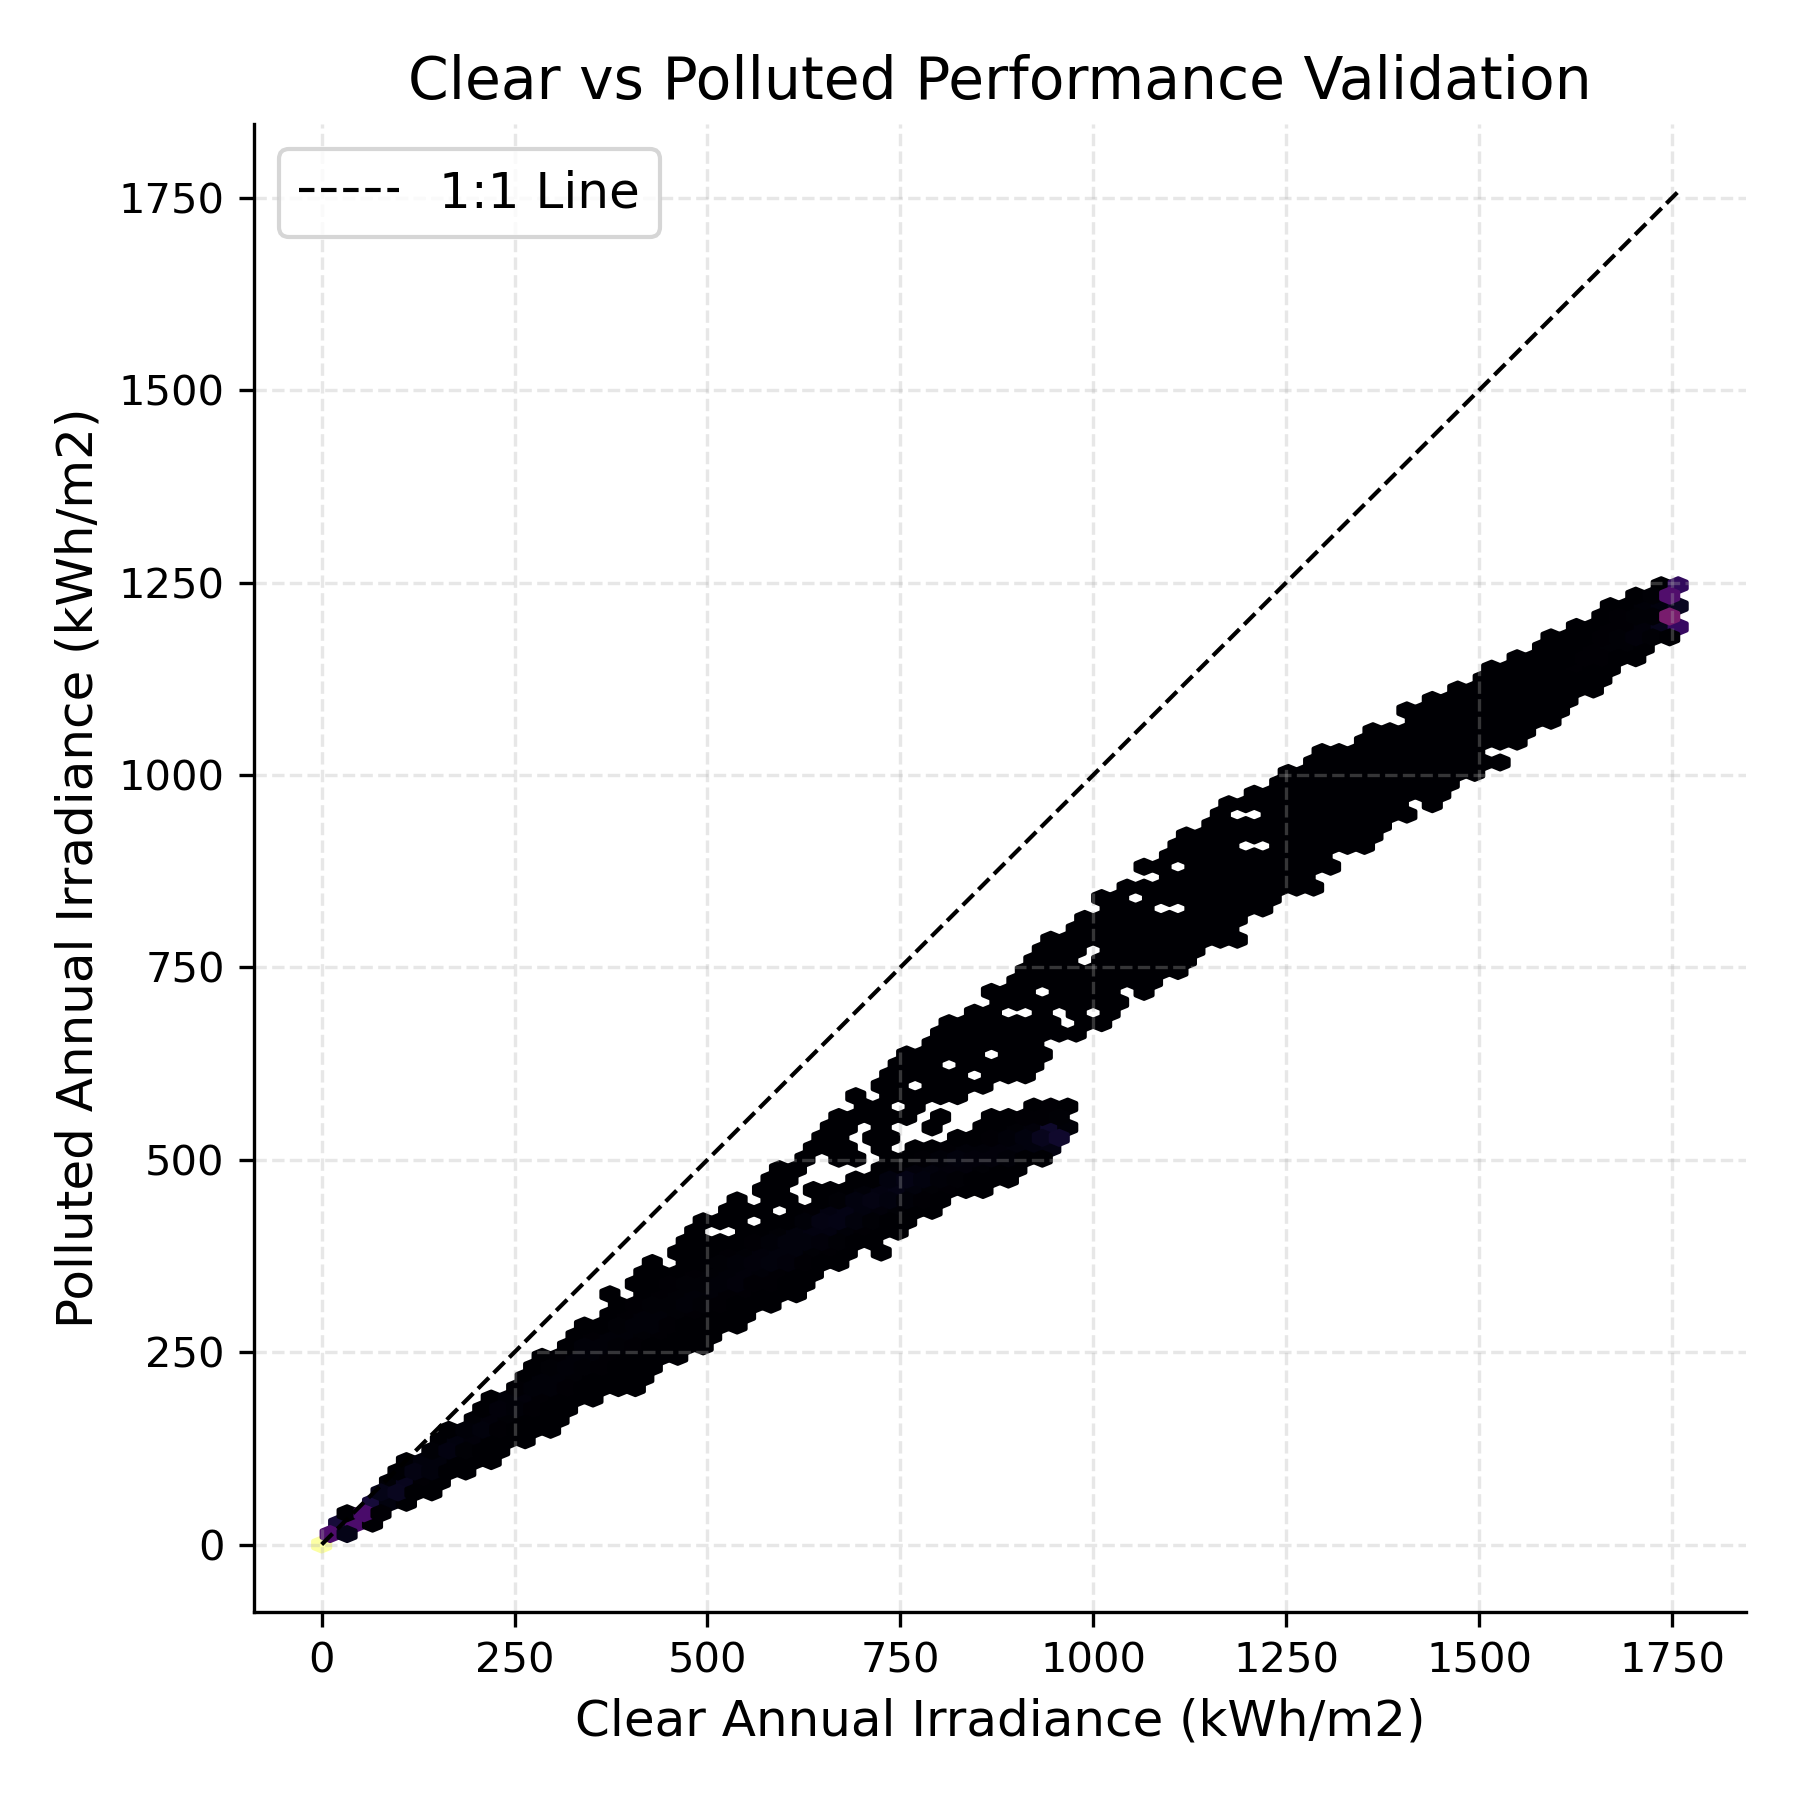 Clear vs Polluted Performance Validation
1:1 Line
Polluted Annual Irradiance (kWh/m2)
1750
1500
1250
1000
750
500
250
0
0 250 500 750 1000 1250 1500 1750
Clear Annual Irradiance (kWh/m2)